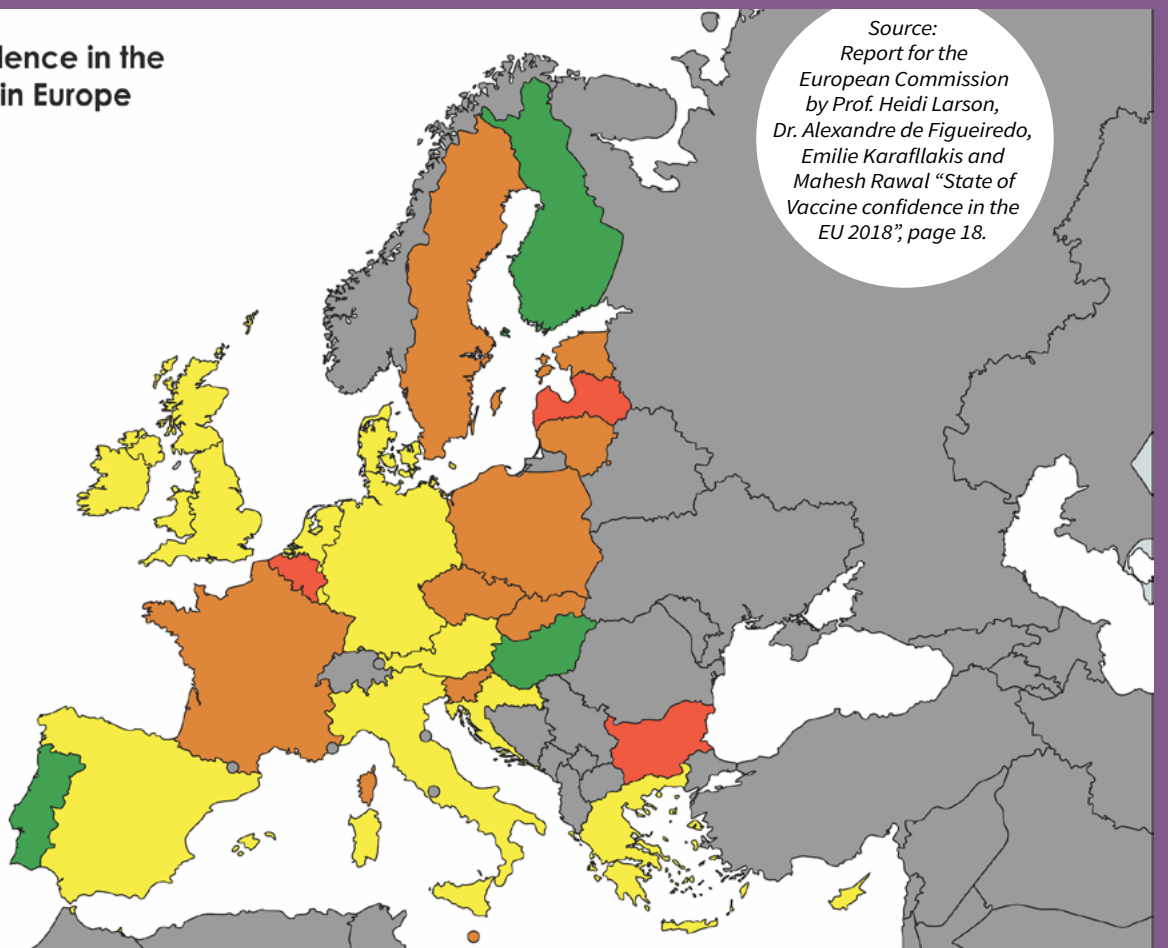 dence in the
in Europe
Source:
Report for the
European Commission
by Prof. Heidi Larson,
Dr. Alexandre de Figueiredo,
Emilie Karafllakis and
Mahesh Rawal “State of
Vaccine confidence in the
EU 2018”, page 18.